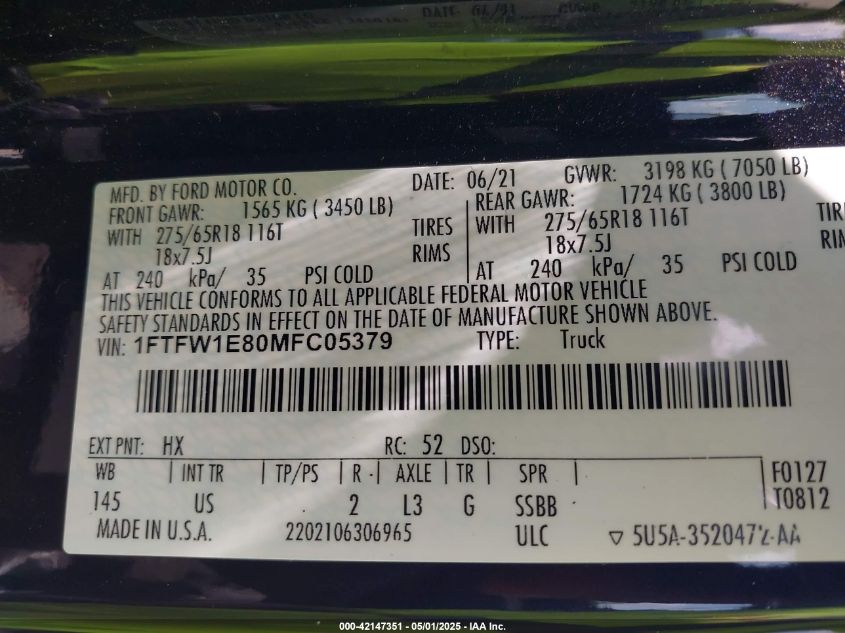 MFD. BY FORD MOTOR CO. DATE: 06/21 GVWR: 3198 KG ( 7050 LB)
FRONT GAWR: 1565 KG ( 3450 LB) REAR GAWR: 1724 KG ( 3800 LB)
WITH 275/65R18 116T TIRES WITH 275/65R18 116T
18x7.5J RIMS 18x7.5J
AT 240 kPa/ 35 PSI COLD AT 240 kPa/ 35 PSI COLD
THIS VEHICLE CONFORMS TO ALL APPLICABLE FEDERAL MOTOR VEHICLE
SAFETY STANDARDS IN EFFECT ON THE DATE OF MANUFACTURE SHOWN ABOVE.
VIN: 1FTFW1E80MFC05379 TYPE: Truck
EXT PNT: HX RC: 52 DSO:
WB | INT TR | TP/PS | R | AXLE | TR | SPR | F0127
145 US 2 L3 G SSBB T0812
MADE IN U.S.A. 2202106306965 ULC
000-42147351 - 05/01/2025 - IAA Inc.